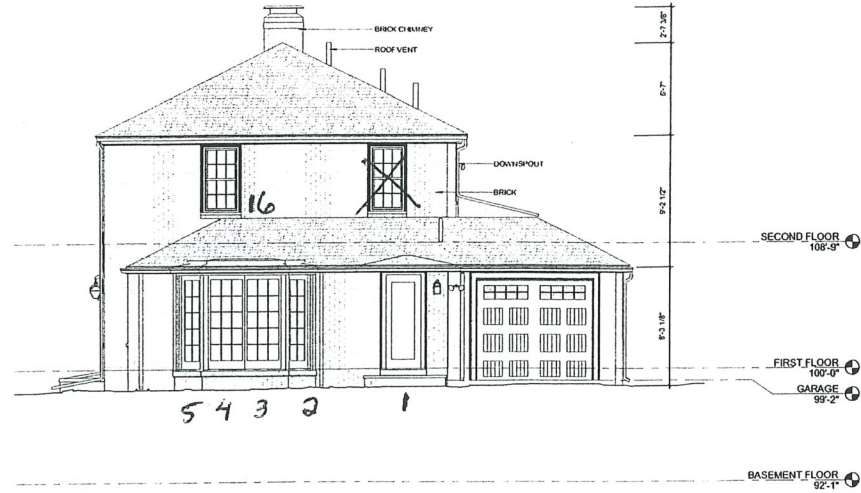 BRICK CHIMNEY
ROOF VENT
2'-7 3/8"
6'-7"
DOWNSPOUT
BRICK
9'-2 1/2"
16
SECOND FLOOR
108'-9"
8'-3 1/8"
FIRST FLOOR
100'-0"
GARAGE
99'-2"
5 4 3 2 1
BASEMENT FLOOR
92'-1"